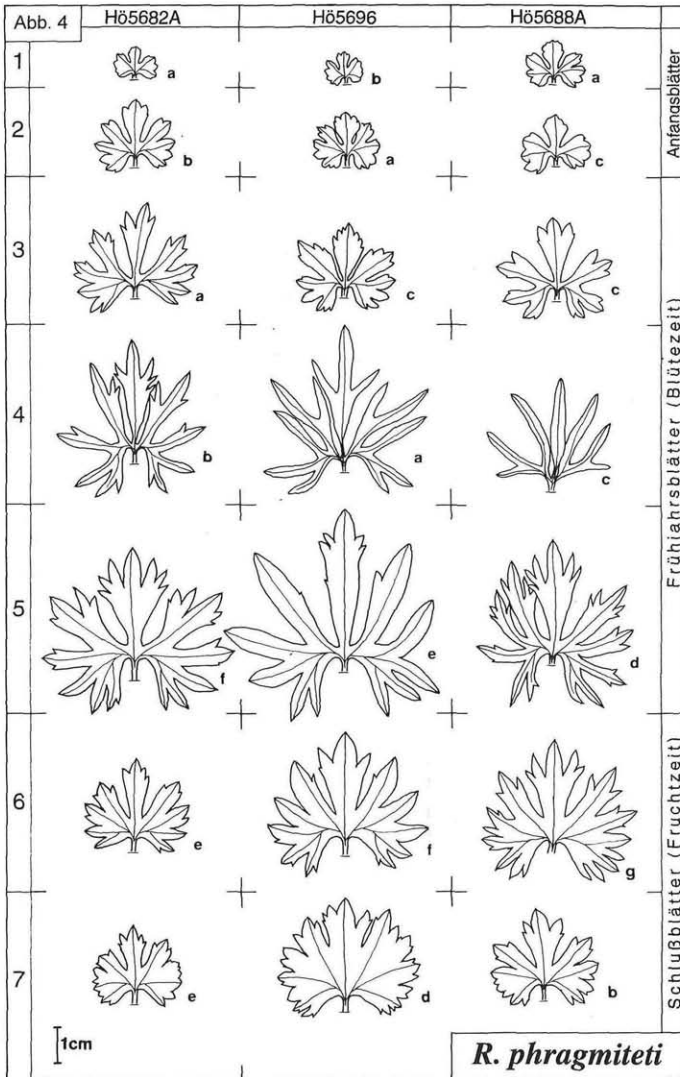 Abb. 4 Hö5682A Hö5696 Hö5688A
1 a b a
2 b a c
Anfangsblätter
3 a c c
4 b a c
5 f e d
Frühjahrsblätter (Blütezeit)
6 e f g
7 e d b
Schlußblätter (Fruchtzeit)
1cm
R. phragmiteti